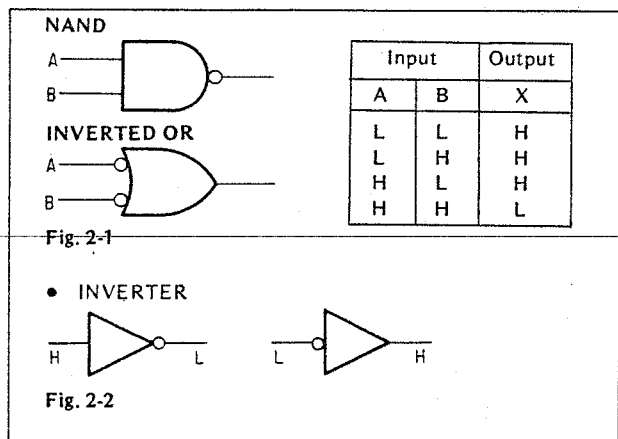 NAND
A
B
INVERTED OR
A
B
Fig. 2-1
Input Output
A B X
L L H
L H H
H L H
H H L
• INVERTER
H L L H
Fig. 2-2